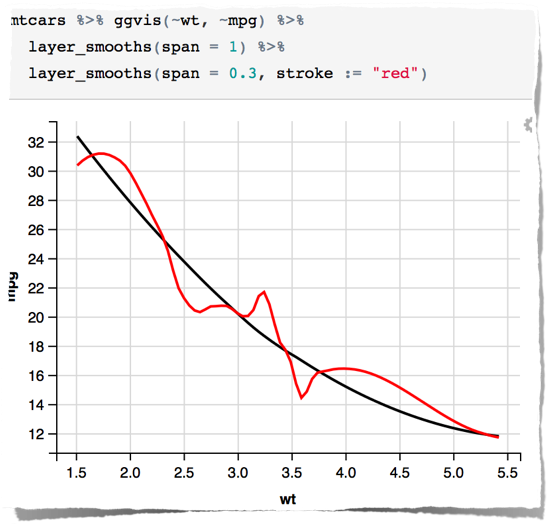 mtcars %>% ggvis(~wt, ~mpg) %>%
layer_smooths(span = 1) %>%
layer_smooths(span = 0.3, stroke := "red")
32
30
28
26
24
22
20
18
16
14
12
mpg
1.5 2.0 2.5 3.0 3.5 4.0 4.5 5.0 5.5
wt